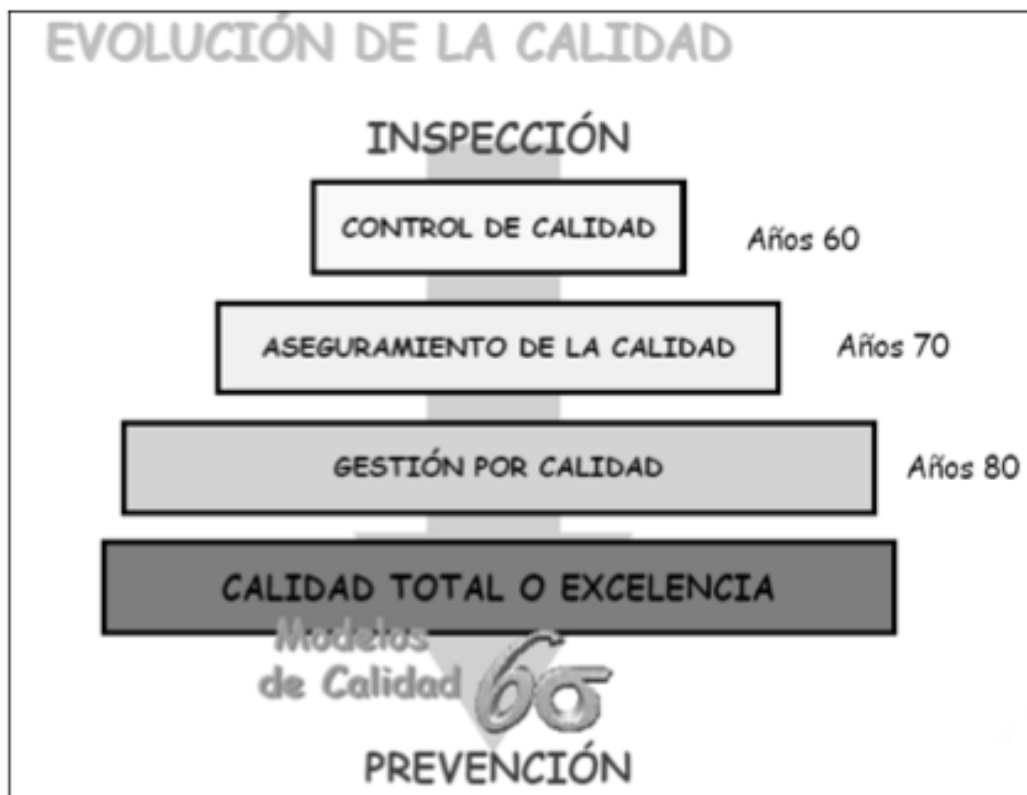 EVOLUCIÓN DE LA CALIDAD
INSPECCIÓN
CONTROL DE CALIDAD
Años 60
ASEGURAMIENTO DE LA CALIDAD
Años 70
GESTIÓN POR CALIDAD
Años 80
CALIDAD TOTAL O EXCELENCIA
Modelos
de Calidad
6σ
PREVENCIÓN